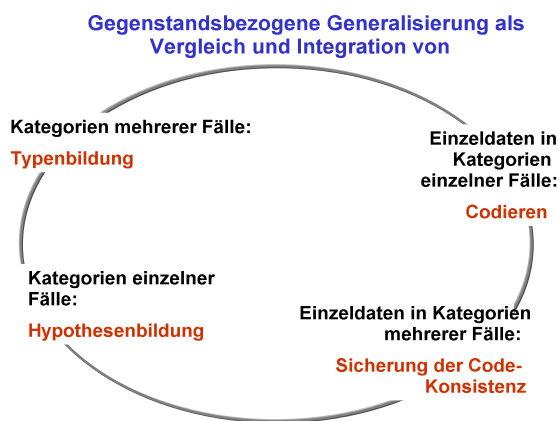 Gegenstandsbezogene Generalisierung als
Vergleich und Integration von
Kategorien mehrerer Fälle:
Typenbildung
Einzeldaten in
Kategorien
einzelner Fälle:
Codieren
Kategorien einzelner
Fälle:
Hypothesenbildung
Einzeldaten in Kategorien
mehrerer Fälle:
Sicherung der Code-
Konsistenz